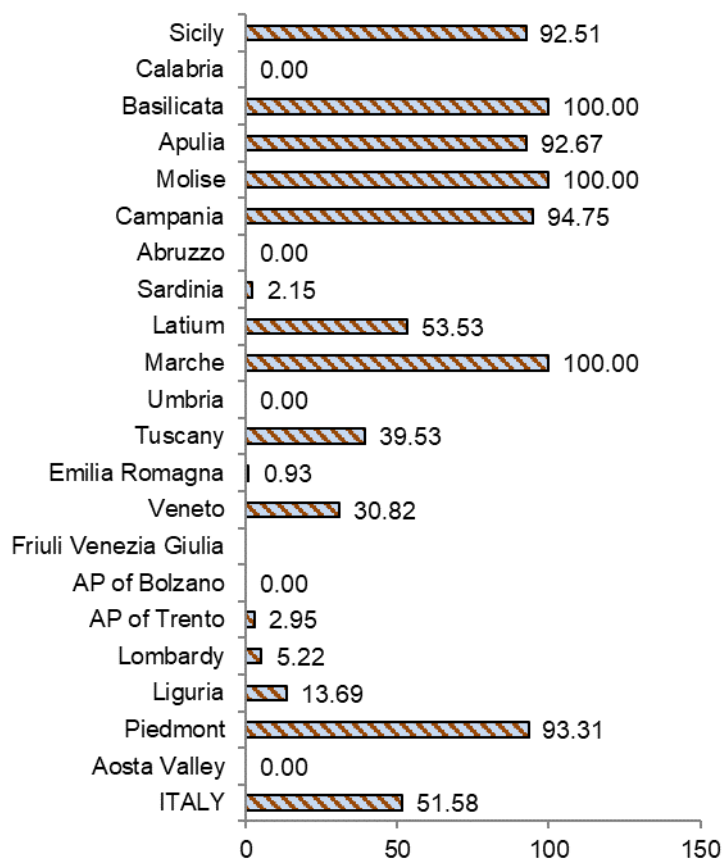 Sicily 92.51
Calabria 0.00
Basilicata 100.00
Apulia 92.67
Molise 100.00
Campania 94.75
Abruzzo 0.00
Sardinia 2.15
Latium 53.53
Marche 100.00
Umbria 0.00
Tuscany 39.53
Emilia Romagna 0.93
Veneto 30.82
Friuli Venezia Giulia
AP of Bolzano 0.00
AP of Trento 2.95
Lombardy 5.22
Liguria 13.69
Piedmont 93.31
Aosta Valley 0.00
ITALY 51.58
0 50 100 150